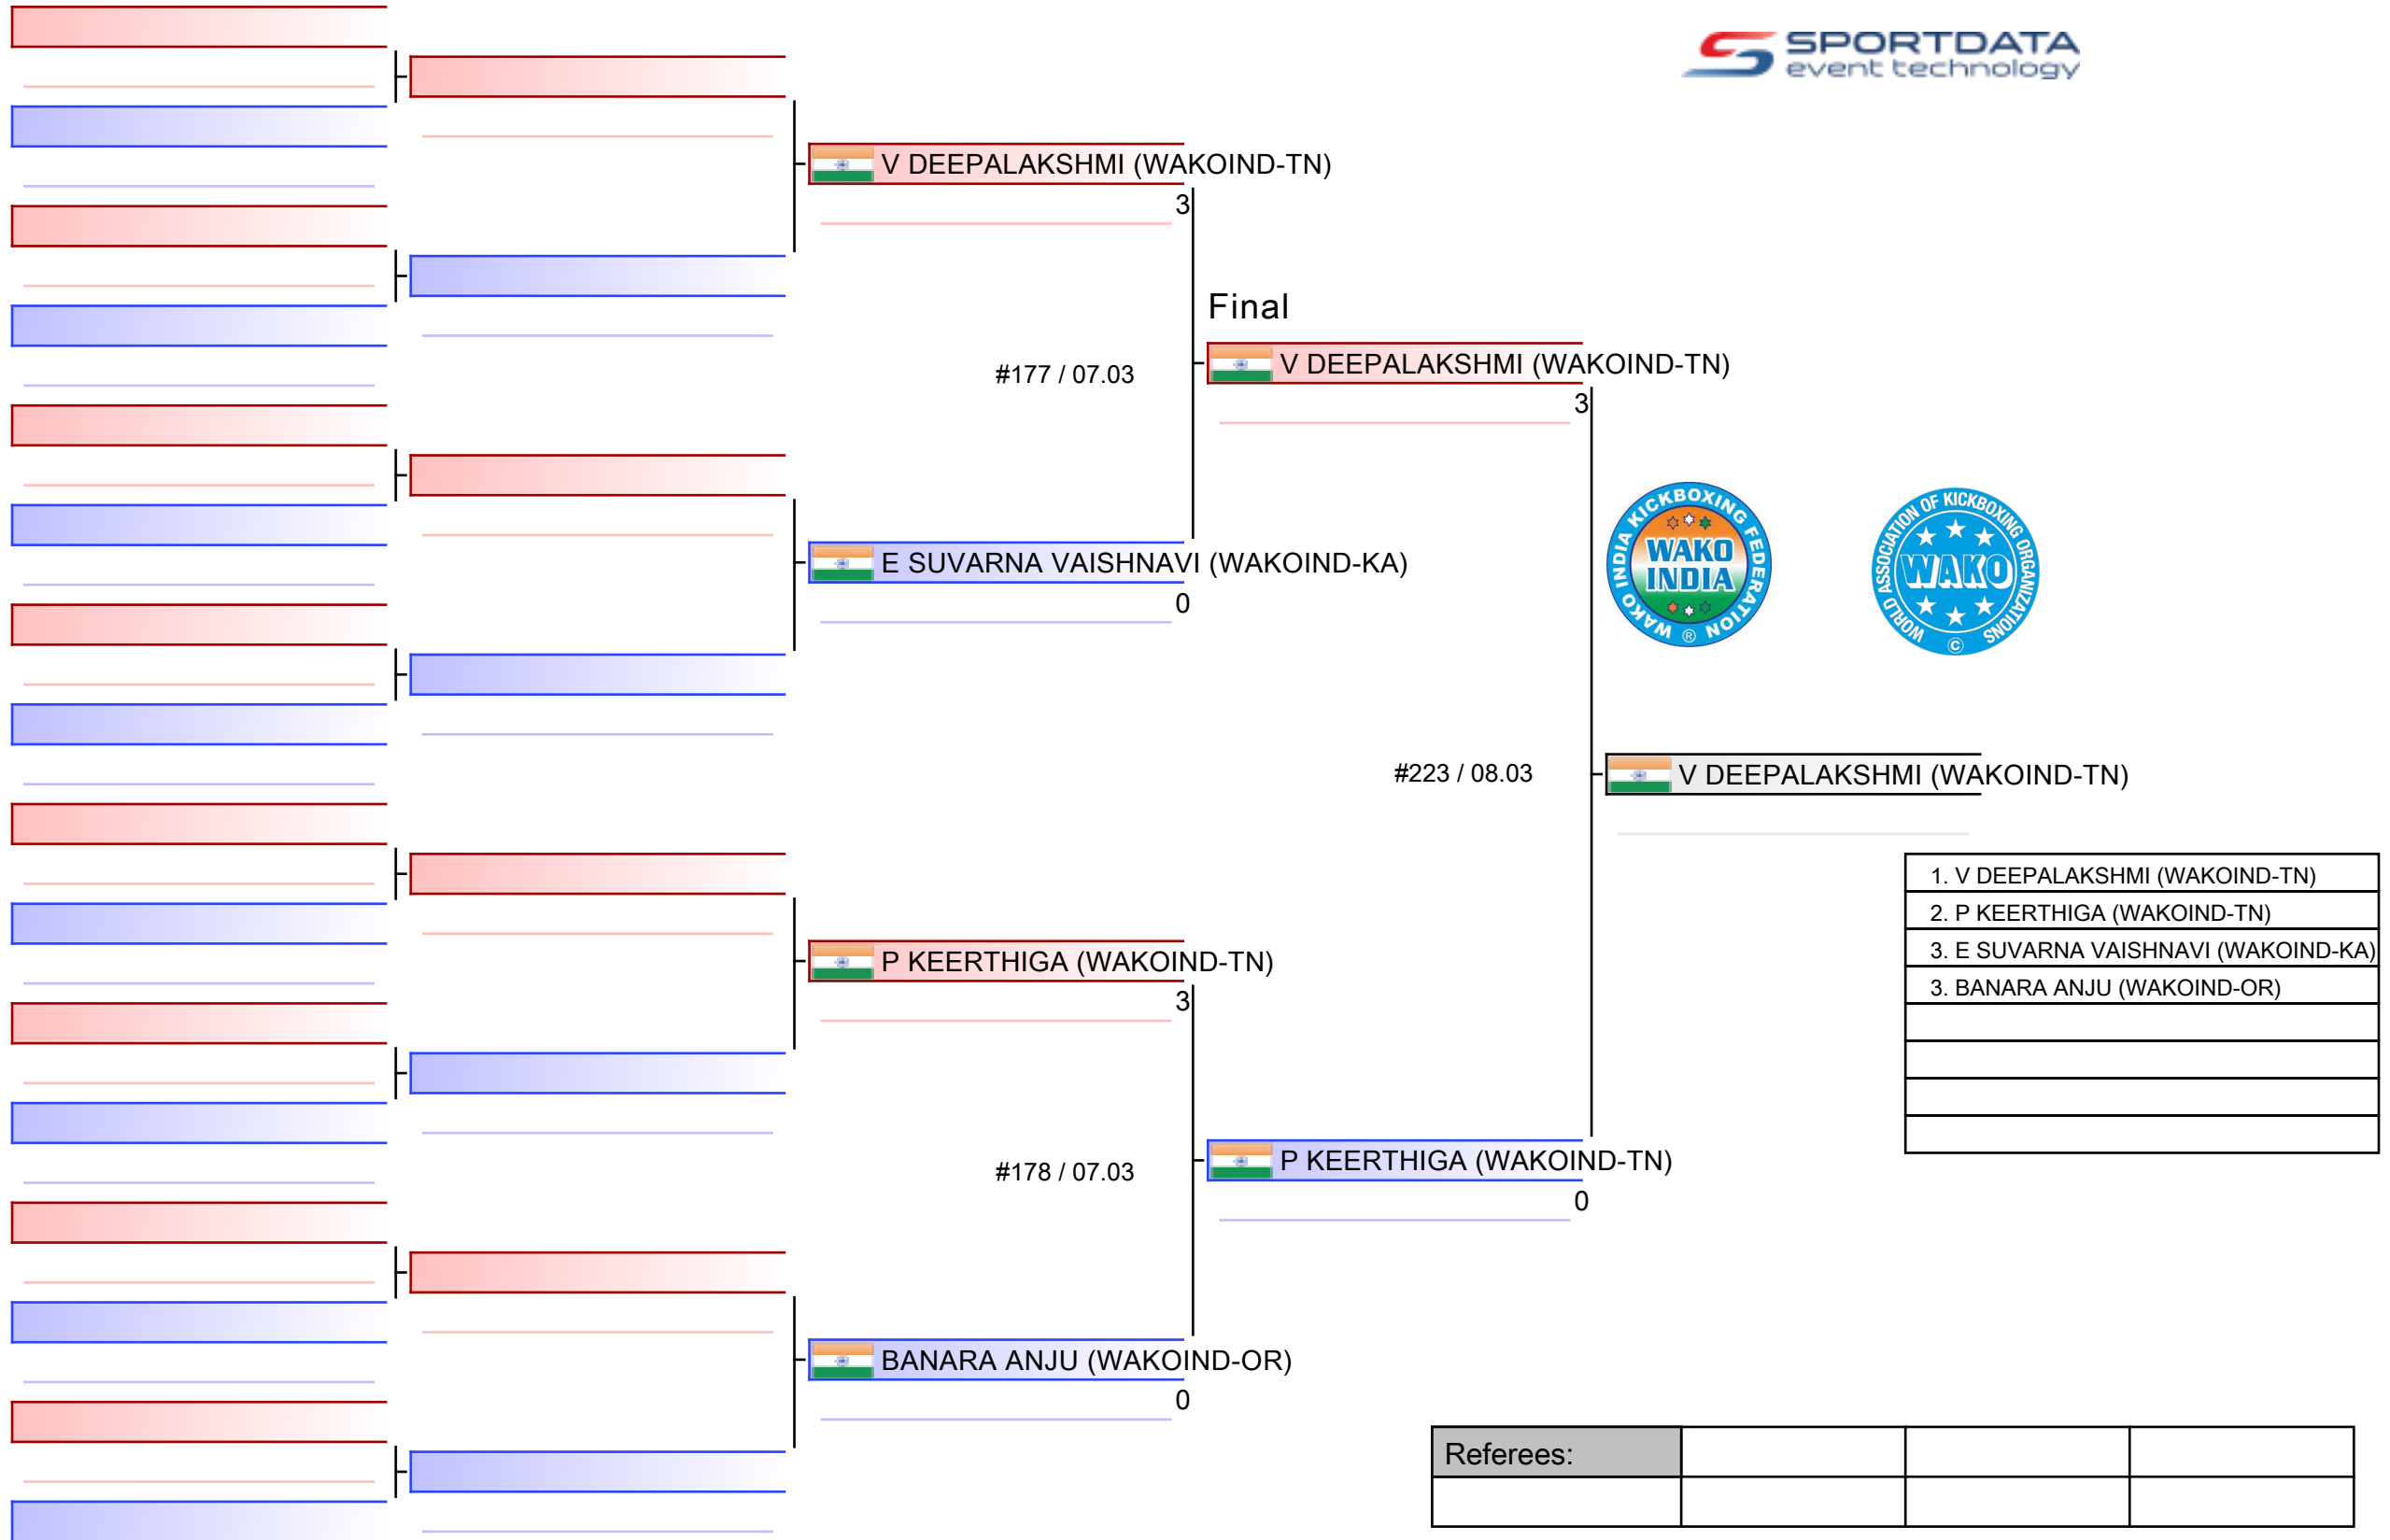 SPORTDATA
event technology
V DEEPALAKSHMI (WAKOIND-TN)
3
Final
#177 / 07.03
V DEEPALAKSHMI (WAKOIND-TN)
3
E SUVARNA VAISHNAVI (WAKOIND-KA)
0
WAKO INDIA KICKBOXING FEDERATION
WAKO
INDIA
®
WORLD ASSOCIATION OF KICKBOXING ORGANIZATIONS
WAKO
©
#223 / 08.03
V DEEPALAKSHMI (WAKOIND-TN)
1. V DEEPALAKSHMI (WAKOIND-TN)
2. P KEERTHIGA (WAKOIND-TN)
3. E SUVARNA VAISHNAVI (WAKOIND-KA)
3. BANARA ANJU (WAKOIND-OR)
P KEERTHIGA (WAKOIND-TN)
3
#178 / 07.03
P KEERTHIGA (WAKOIND-TN)
0
BANARA ANJU (WAKOIND-OR)
0
Referees: